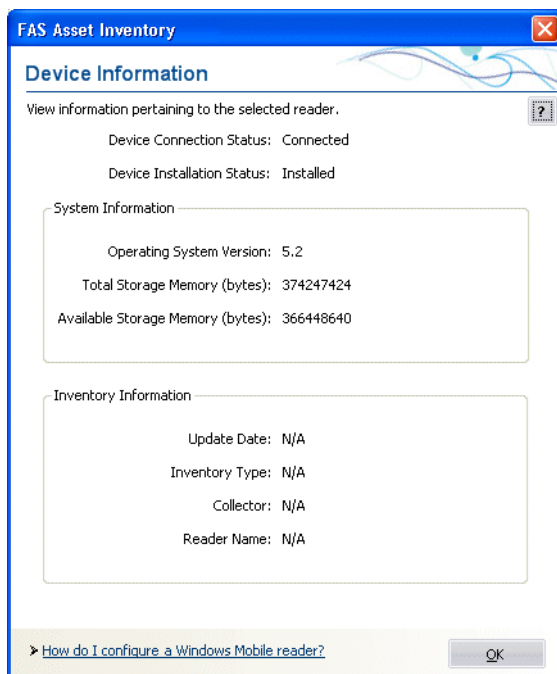 FAS Asset Inventory
Device Information
View information pertaining to the selected reader.
?
Device Connection Status: Connected
Device Installation Status: Installed
System Information
Operating System Version: 5.2
Total Storage Memory (bytes): 374247424
Available Storage Memory (bytes): 366448640
Inventory Information
Update Date: N/A
Inventory Type: N/A
Collector: N/A
Reader Name: N/A
How do I configure a Windows Mobile reader?
OK